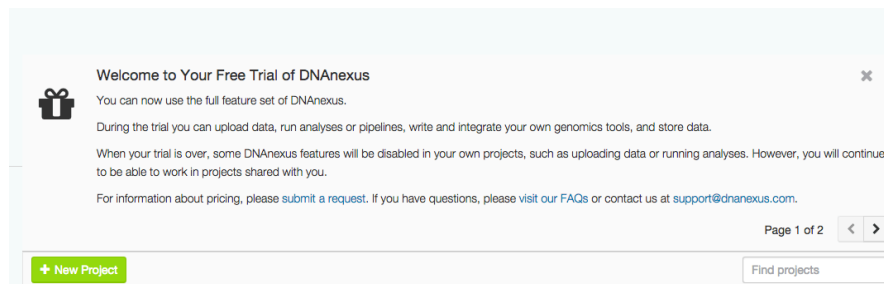 Welcome to Your Free Trial of DNAnexus
You can now use the full feature set of DNAnexus.
During the trial you can upload data, run analyses or pipelines, write and integrate your own genomics tools, and store data.
When your trial is over, some DNAnexus features will be disabled in your own projects, such as uploading data or running analyses. However, you will continue
to be able to work in projects shared with you.
For information about pricing, please submit a request. If you have questions, please visit our FAQs or contact us at support@dnanexus.com.
Page 1 of 2
+ New Project
Find projects